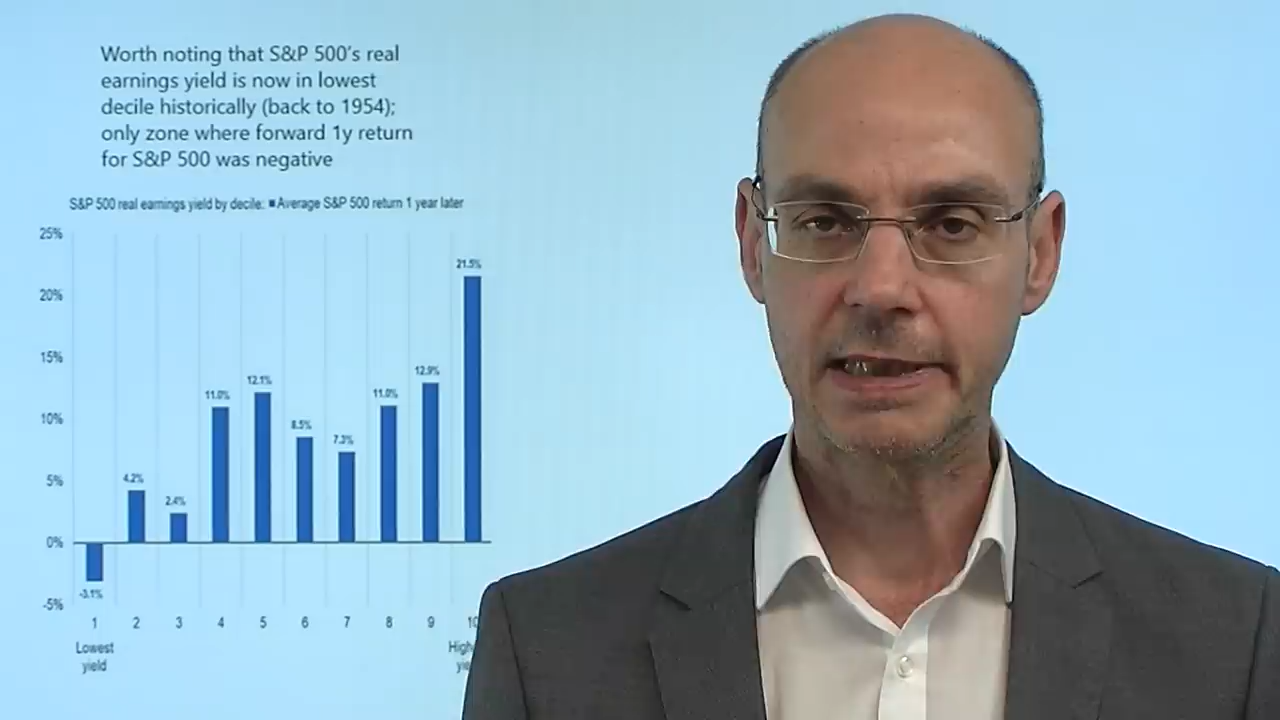 Worth noting that S&P 500's real
earnings yield is now in lowest
decile historically (back to 1954);
only zone where forward 1y return
for S&P 500 was negative
S&P 500 real earnings yield by decile: ■Average S&P 500 return 1 year later
25%
20%
15%
10%
5%
0%
-5%
-3.1%
4.2%
2.4%
11.0%
12.1%
8.5%
7.3%
11.0%
12.9%
21.5%
1 2 3 4 5 6 7 8 9 10
Lowest
yield
High
yie